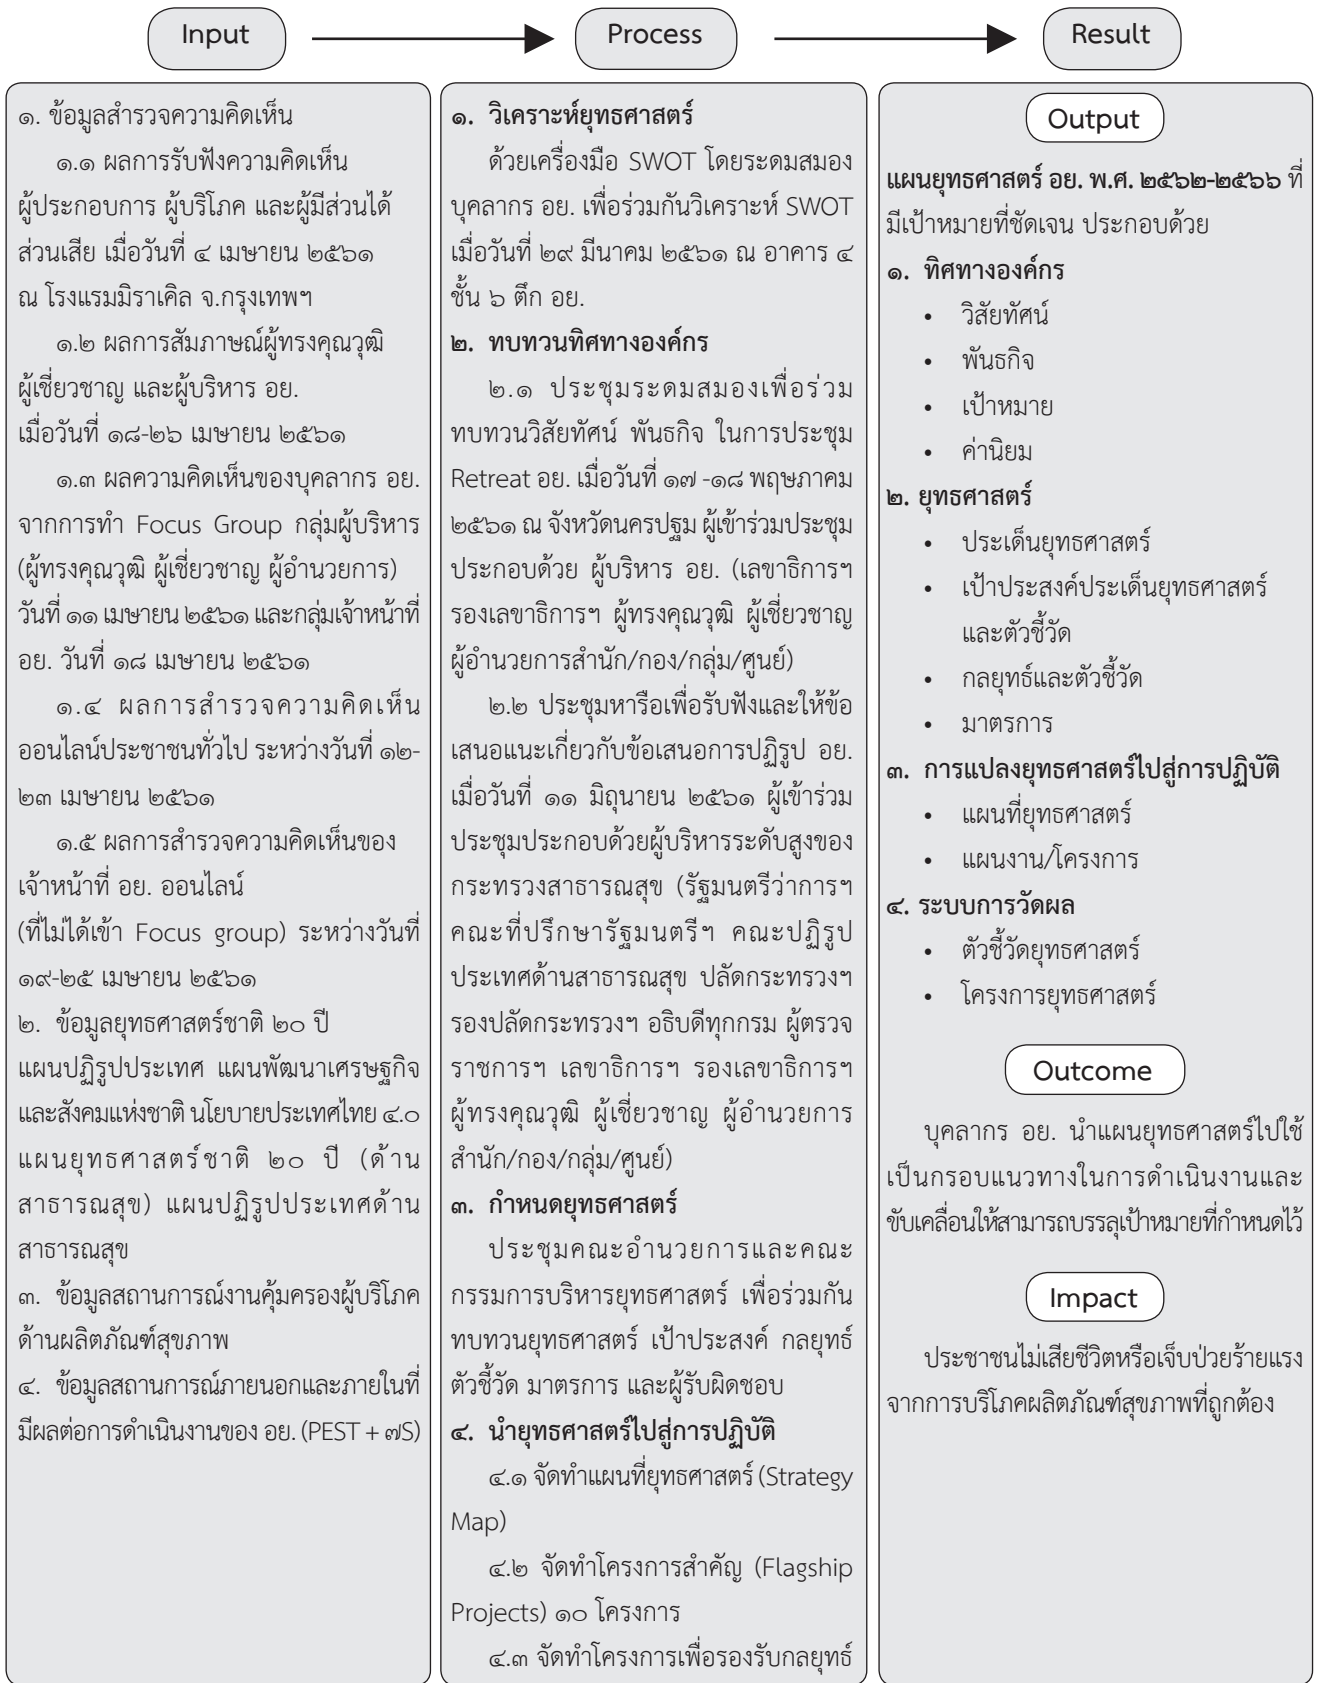 Input
Process
Result
๑. ข้อมูลสำรวจความคิดเห็น
๑.๑ ผลการรับฟังความคิดเห็น
ผู้ประกอบการ ผู้บริโภค และผู้มีส่วนได้
ส่วนเสีย เมื่อวันที่ ๔ เมษายน ๒๕๖๑
ณ โรงแรมมิราเคิล จ.กรุงเทพฯ
๑.๒ ผลการสัมภาษณ์ผู้ทรงคุณวุฒิ
ผู้เชี่ยวชาญ และผู้บริหาร อย.
เมื่อวันที่ ๑๘-๒๖ เมษายน ๒๕๖๑
๑.๓ ผลความคิดเห็นของบุคลากร อย.
จากการทำ Focus Group กลุ่มผู้บริหาร
(ผู้ทรงคุณวุฒิ ผู้เชี่ยวชาญ ผู้อำนวยการ)
วันที่ ๑๑ เมษายน ๒๕๖๑ และกลุ่มเจ้าหน้าที่
อย. วันที่ ๑๘ เมษายน ๒๕๖๑
๑.๔ ผลการสำรวจความคิดเห็น
ออนไลน์ประชาชนทั่วไป ระหว่างวันที่ ๑๒-
๒๓ เมษายน ๒๕๖๑
๑.๕ ผลการสำรวจความคิดเห็นของ
เจ้าหน้าที่ อย. ออนไลน์
(ที่ไม่ได้เข้า Focus group) ระหว่างวันที่
๑๙-๒๕ เมษายน ๒๕๖๑
๒. ข้อมูลยุทธศาสตร์ชาติ ๒๐ ปี
แผนปฏิรูปประเทศ แผนพัฒนาเศรษฐกิจ
และสังคมแห่งชาติ นโยบายประเทศไทย ๔.๐
แผนยุทธศาสตร์ชาติ ๒๐ ปี (ด้าน
สาธารณสุข) แผนปฏิรูปประเทศด้าน
สาธารณสุข
๓. ข้อมูลสถานการณ์งานคุ้มครองผู้บริโภค
ด้านผลิตภัณฑ์สุขภาพ
๔. ข้อมูลสถานการณ์ภายนอกและภายในที่
มีผลต่อการดำเนินงานของ อย. (PEST + ๗S)
๑. วิเคราะห์ยุทธศาสตร์
ด้วยเครื่องมือ SWOT โดยระดมสมอง
บุคลากร อย. เพื่อร่วมกันวิเคราะห์ SWOT
เมื่อวันที่ ๒๙ มีนาคม ๒๕๖๑ ณ อาคาร ๔
ชั้น ๖ ตึก อย.
๒. ทบทวนทิศทางองค์กร
๒.๑ ประชุมระดมสมองเพื่อร่วม
ทบทวนวิสัยทัศน์ พันธกิจ ในการประชุม
Retreat อย. เมื่อวันที่ ๑๗ -๑๘ พฤษภาคม
๒๕๖๑ ณ จังหวัดนครปฐม ผู้เข้าร่วมประชุม
ประกอบด้วย ผู้บริหาร อย. (เลขาธิการฯ
รองเลขาธิการฯ ผู้ทรงคุณวุฒิ ผู้เชี่ยวชาญ
ผู้อำนวยการสำนัก/กอง/กลุ่ม/ศูนย์)
๒.๒ ประชุมหารือเพื่อรับฟังและให้ข้อ
เสนอแนะเกี่ยวกับข้อเสนอการปฏิรูป อย.
เมื่อวันที่ ๑๑ มิถุนายน ๒๕๖๑ ผู้เข้าร่วม
ประชุมประกอบด้วยผู้บริหารระดับสูงของ
กระทรวงสาธารณสุข (รัฐมนตรีว่าการฯ
คณะที่ปรึกษารัฐมนตรีฯ คณะปฏิรูป
ประเทศด้านสาธารณสุข ปลัดกระทรวงฯ
รองปลัดกระทรวงฯ อธิบดีทุกกรม ผู้ตรวจ
ราชการฯ เลขาธิการฯ รองเลขาธิการฯ
ผู้ทรงคุณวุฒิ ผู้เชี่ยวชาญ ผู้อำนวยการ
สำนัก/กอง/กลุ่ม/ศูนย์)
๓. กำหนดยุทธศาสตร์
ประชุมคณะอำนวยการและคณะ
กรรมการบริหารยุทธศาสตร์ เพื่อร่วมกัน
ทบทวนยุทธศาสตร์ เป้าประสงค์ กลยุทธ์
ตัวชี้วัด มาตรการ และผู้รับผิดชอบ
๔. นำยุทธศาสตร์ไปสู่การปฏิบัติ
๔.๑ จัดทำแผนที่ยุทธศาสตร์ (Strategy
Map)
๔.๒ จัดทำโครงการสำคัญ (Flagship
Projects) ๑๐ โครงการ
๔.๓ จัดทำโครงการเพื่อรองรับกลยุทธ์
Output
แผนยุทธศาสตร์ อย. พ.ศ. ๒๕๖๒-๒๕๖๖ ที่
มีเป้าหมายที่ชัดเจน ประกอบด้วย
๑. ทิศทางองค์กร
• วิสัยทัศน์
• พันธกิจ
• เป้าหมาย
• ค่านิยม
๒. ยุทธศาสตร์
• ประเด็นยุทธศาสตร์
• เป้าประสงค์ประเด็นยุทธศาสตร์
และตัวชี้วัด
• กลยุทธ์และตัวชี้วัด
• มาตรการ
๓. การแปลงยุทธศาสตร์ไปสู่การปฏิบัติ
• แผนที่ยุทธศาสตร์
• แผนงาน/โครงการ
๔. ระบบการวัดผล
• ตัวชี้วัดยุทธศาสตร์
• โครงการยุทธศาสตร์
Outcome
บุคลากร อย. นำแผนยุทธศาสตร์ไปใช้
เป็นกรอบแนวทางในการดำเนินงานและ
ขับเคลื่อนให้สามารถบรรลุเป้าหมายที่กำหนดไว้
Impact
ประชาชนไม่เสียชีวิตหรือเจ็บป่วยร้ายแรง
จากการบริโภคผลิตภัณฑ์สุขภาพที่ถูกต้อง